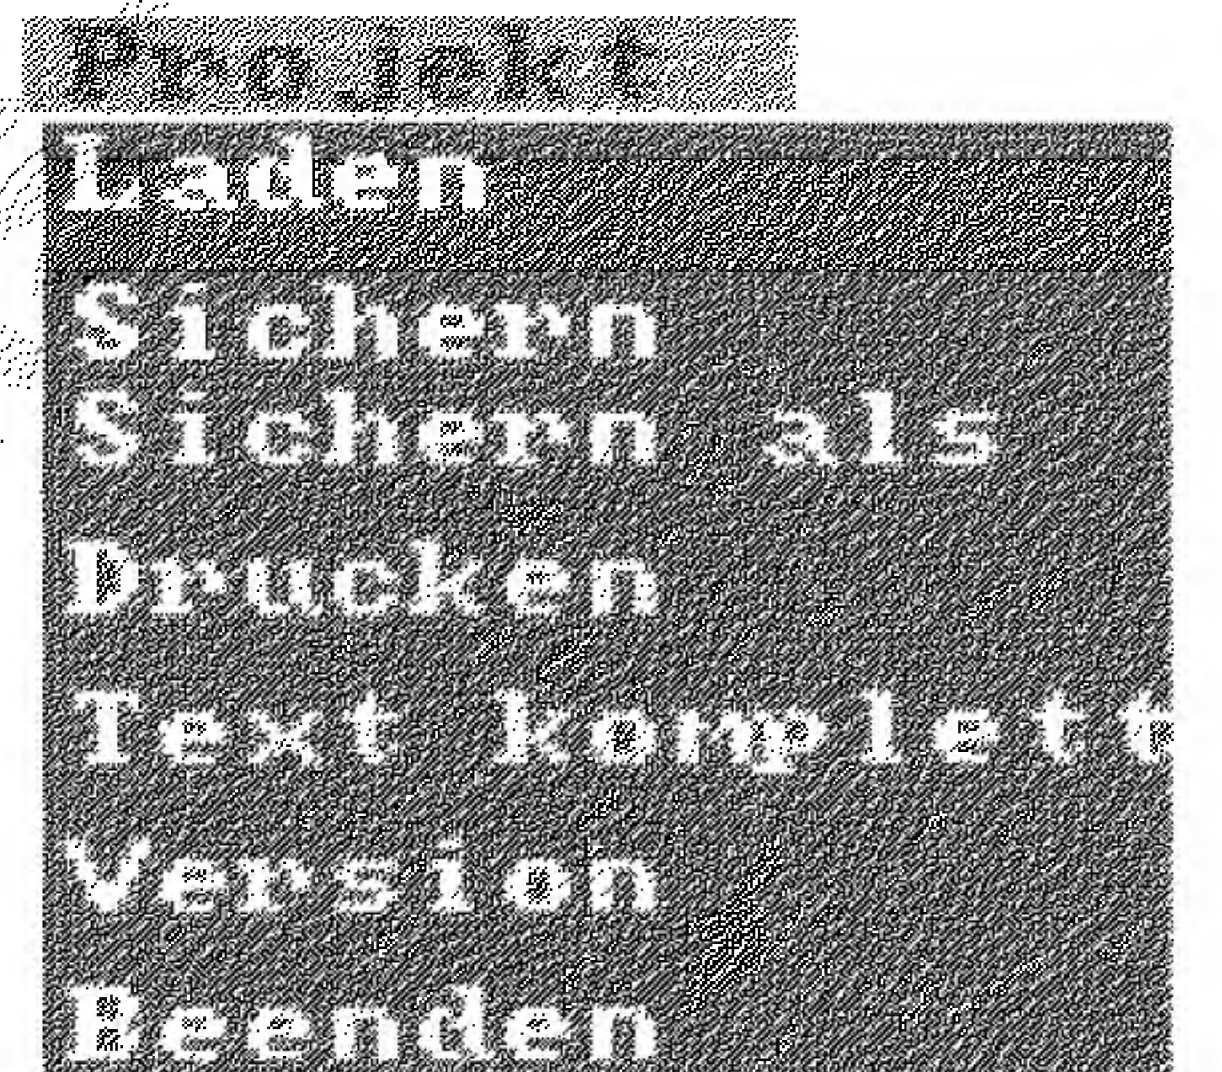 Projekt
Laden
Sichern
Sichern als
Drucken
Text komplett
Version
Beenden